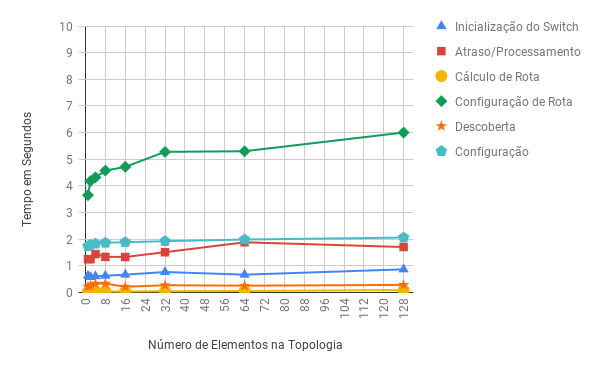 10
9
8
7
6
5
4
3
2
1
0
Tempo em Segundos
0 8 16 24 32 40 48 56 64 72 80 88 96 104 112 120 128
Número de Elementos na Topologia
Inicialização do Switch
Atraso/Processamento
Cálculo de Rota
Configuração de Rota
Descoberta
Configuração